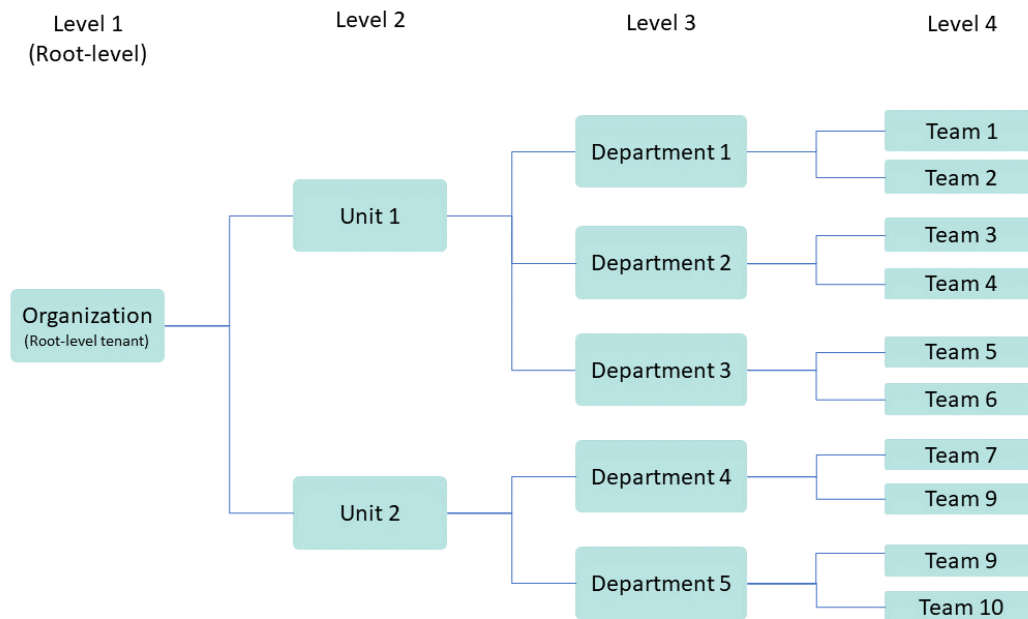 Level 1
(Root-level)
Level 2
Level 3
Level 4
Organization
(Root-level tenant)
Unit 1
Unit 2
Department 1
Department 2
Department 3
Department 4
Department 5
Team 1
Team 2
Team 3
Team 4
Team 5
Team 6
Team 7
Team 9
Team 9
Team 10